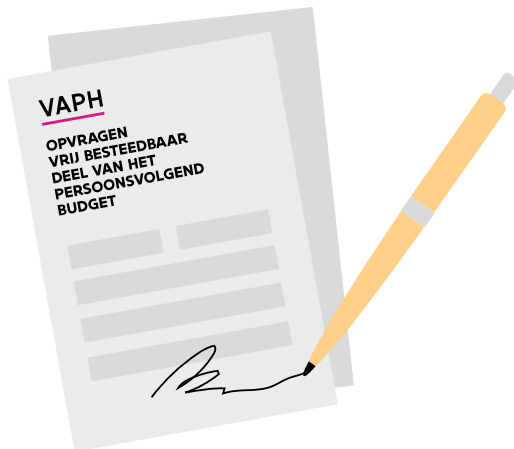 VAPH
OPVRAGEN
VRIJ BESTEEDBAAR
DEEL VAN HET
PERSOONSVOLGEND
BUDGET